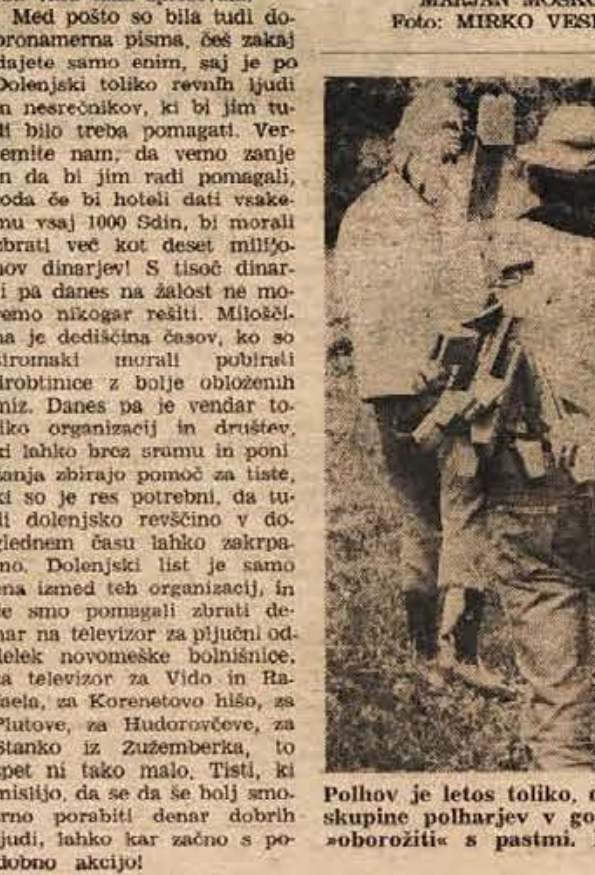 Med pošto so bila tudi do-
bronamerna pisma, češ zakaj
dajete samo enim, saj je po
Dolenjski toliko revnih ljudi
n nesrečnikov, ki bi jim tu-
di bilo treba pomagati. Ver-
emite nam, da vemo zanje
n da bi jim radi pomagali,
oda če bi hoteli dati vsake-
mu vsaj 1000 Sdin, bi morali
zbrati več kot deset milijo-
nov dinarjev! S tisoč dinar-
i pa danes na žalost ne mo-
remo nikogar rešiti. Milošči-
na je dediščina časov, ko so
siromaki morali pobirati
drobtinice z bolje obloženih
miz. Danes pa je vendar to-
liko organizacij in društev,
ki lahko brez sramu in poni
žanja zbirajo pomoč za tiste,
ki so je res potrebni, da tu-
di dolenjsko revščino v do-
glednem času lahko zakrpa-
mo. Dolenjski list je samo
ena izmed teh organizacij, in
če smo pomagali zbrati de-
nar na televizor za pljučni od-
delek novomeške bolnišnice,
za televizor za Vido in Ra-
faela, za Korenetovo hišo, za
Plutove, za Hudorovčeve, za
Stanko iz Zužemberka, to
spet ni tako malo. Tisti, ki
mislijo, da se da še bolj smo-
trno porabiti denar dobrih
ljudi, lahko kar začno s po-
dobno akcijo!
MARJAN MOŠKO
Foto: MIRKO VES
Polhov je letos toliko,
skupine polharjev v go
»oborožiti« s pastmi.